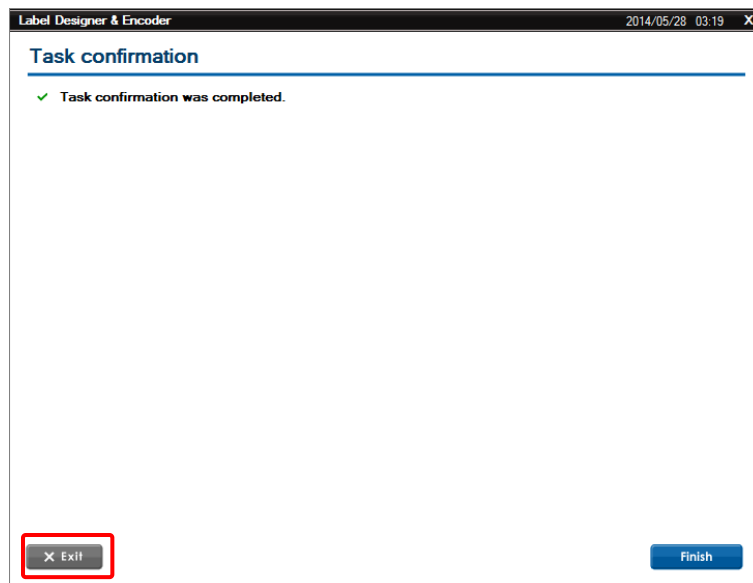 Label Designer & Encoder 2014/05/28 03:19 X
Task confirmation
✓ Task confirmation was completed.
X Exit Finish